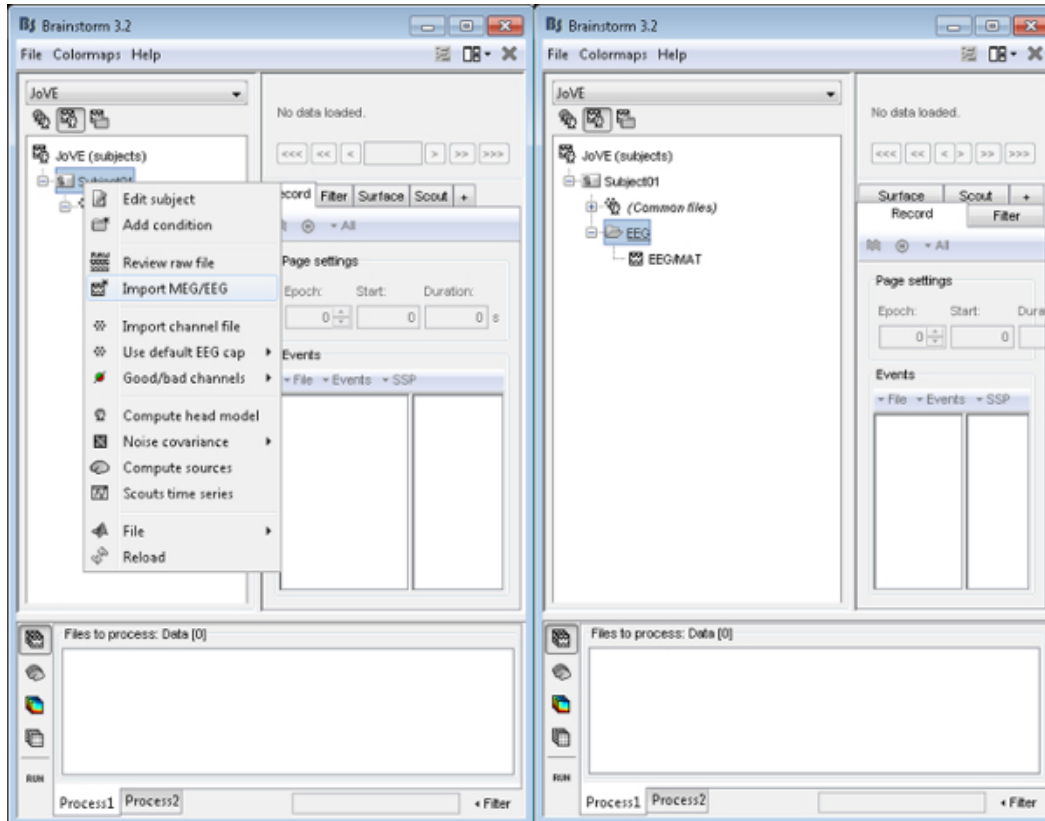 Brainstorm 3.2
File Colormaps Help
JoVE
No data loaded.
JoVE (subjects)
<<< << < > >> >>>
Subject01
Edit subject
Add condition
Review raw file
Import MEG/EEG
Import channel file
Use default EEG cap
Good/bad channels
Compute head model
Noise covariance
Compute sources
Scouts time series
File
Reload
ecord Filter Surface Scout +
All
Page settings
Epoch: Start: Duration:
0 0 0 s
Events
File Events SSP
Files to process: Data [0]
RUN
Process1 Process2
Filter
Brainstorm 3.2
File Colormaps Help
JoVE
No data loaded.
JoVE (subjects)
<<< << < > >> >>>
Subject01
(Common files)
EEG
EEG/MAT
Surface Scout +
Record Filter
All
Page settings
Epoch: Start: Dura
0 0
Events
File Events SSP
Files to process: Data [0]
RUN
Process1 Process2
Filter